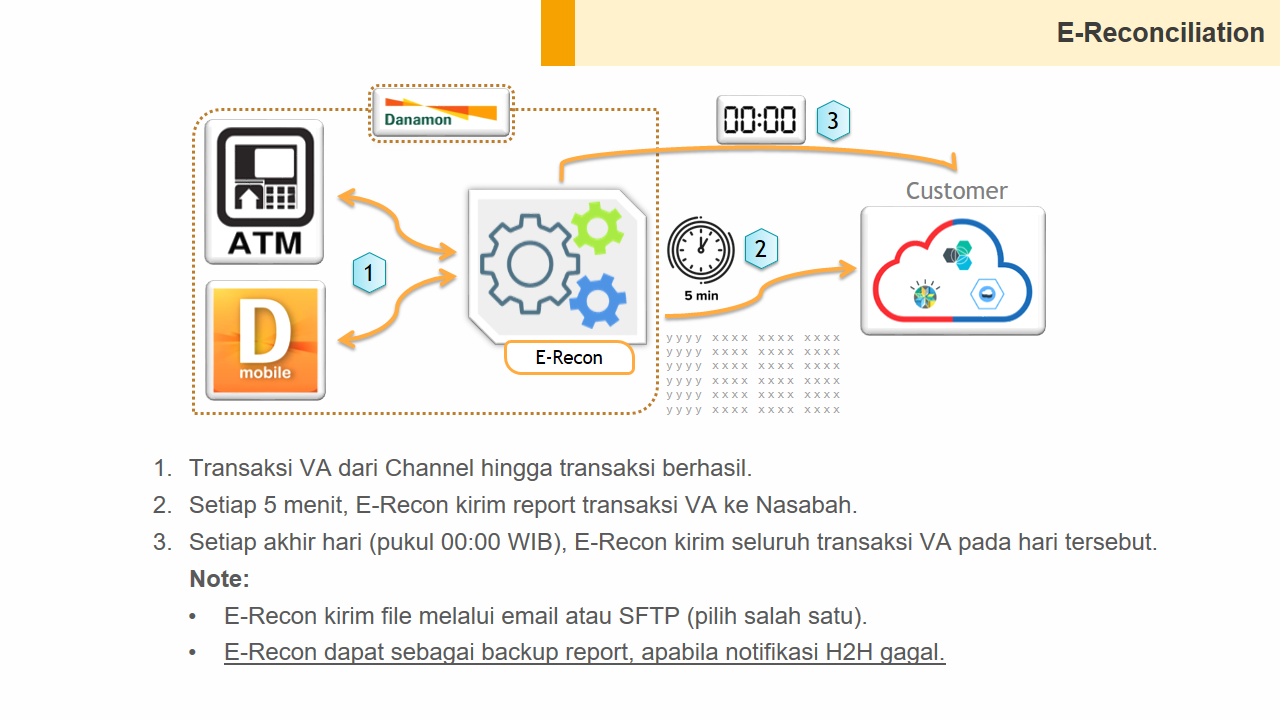 E-Reconciliation
Danamon
00:00
3
Customer
ATM
1
2
5 min
D
mobile
E-Recon
yyyy xxxx xxxx xxxx
yyyy xxxx xxxx xxxx
yyyy xxxx xxxx xxxx
yyyy xxxx xxxx xxxx
yyyy xxxx xxxx xxxx
yyyy xxxx xxxx xxxx
1. Transaksi VA dari Channel hingga transaksi berhasil.
2. Setiap 5 menit, E-Recon kirim report transaksi VA ke Nasabah.
3. Setiap akhir hari (pukul 00:00 WIB), E-Recon kirim seluruh transaksi VA pada hari tersebut.
Note:
• E-Recon kirim file melalui email atau SFTP (pilih salah satu).
• E-Recon dapat sebagai backup report, apabila notifikasi H2H gagal.